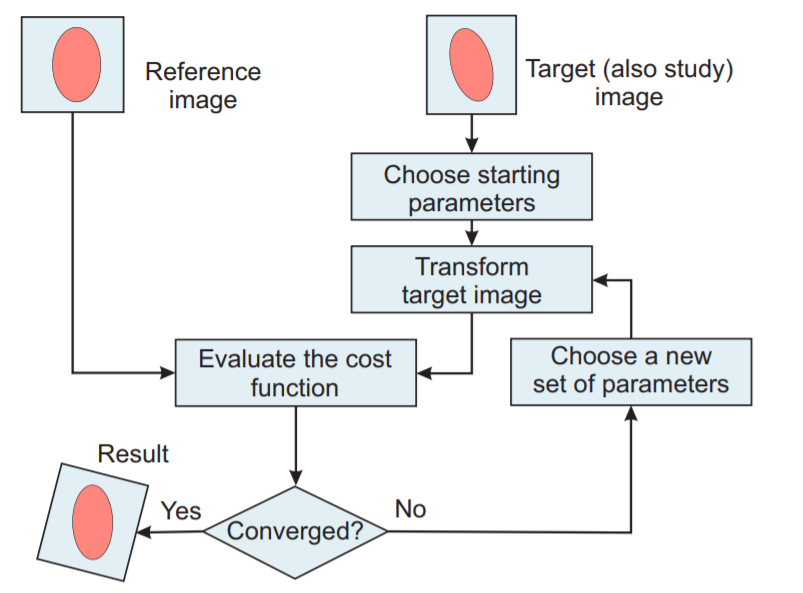 Reference
image
Target (also study)
image
Choose starting
parameters
Transform
target image
Evaluate the cost
function
Choose a new
set of parameters
Result
Yes
Converged?
No